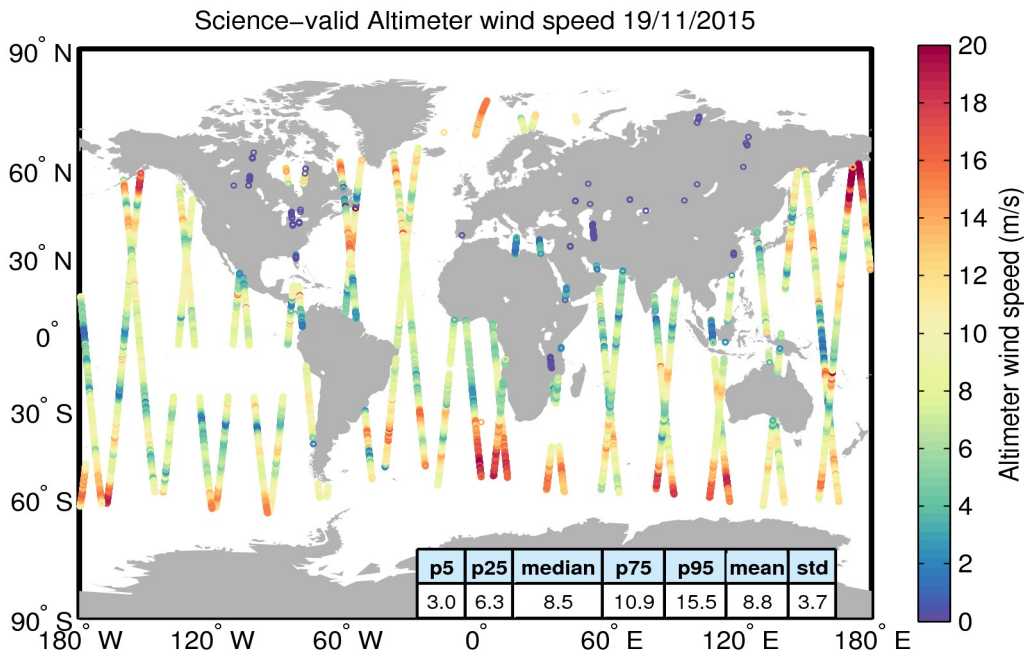 Science−valid Altimeter wind speed 19/11/2015
90° N
60° N
30° N
0°
30° S
60° S
90° S
180° W
120° W
60° W
0°
60° E
120° E
180° E
p5 p25 median p75 p95 mean std
3.0 6.3 8.5 10.9 15.5 8.8 3.7
20
18
16
14
12
10
8
6
4
2
0
Altimeter wind speed (m/s)